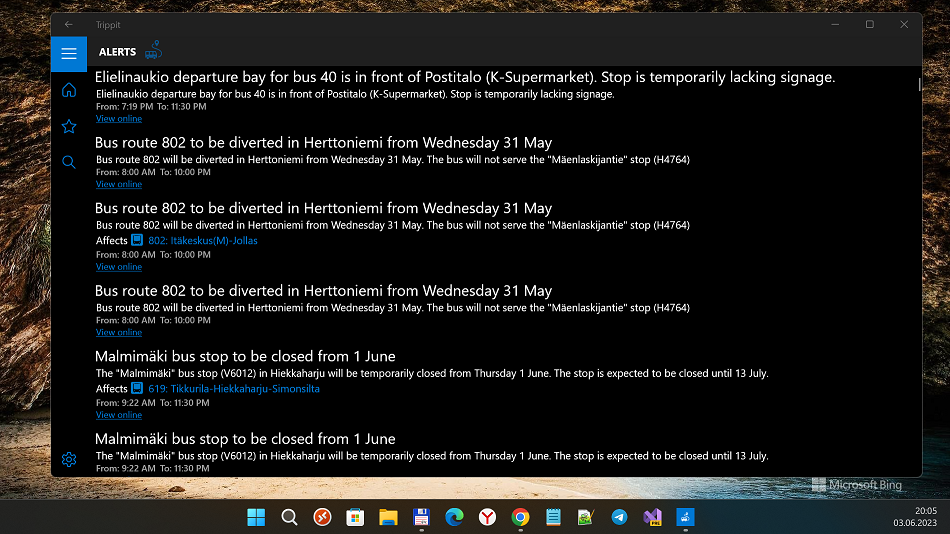 Trippit
ALERTS
Elielinaukio departure bay for bus 40 is in front of Postitalo (K-Supermarket). Stop is temporarily lacking signage.
Elielinaukio departure bay for bus 40 is in front of Postitalo (K-Supermarket). Stop is temporarily lacking signage.
From: 7:19 PM To: 11:30 PM
View online
Bus route 802 to be diverted in Herttoniemi from Wednesday 31 May
Bus route 802 will be diverted in Herttoniemi from Wednesday 31 May. The bus will not serve the "Mäenlaskijantie" stop (H4764)
From: 8:00 AM To: 10:00 PM
View online
Bus route 802 to be diverted in Herttoniemi from Wednesday 31 May
Bus route 802 will be diverted in Herttoniemi from Wednesday 31 May. The bus will not serve the "Mäenlaskijantie" stop (H4764)
Affects 802: Itäkeskus(M)-Jollas
From: 8:00 AM To: 10:00 PM
View online
Bus route 802 to be diverted in Herttoniemi from Wednesday 31 May
Bus route 802 will be diverted in Herttoniemi from Wednesday 31 May. The bus will not serve the "Mäenlaskijantie" stop (H4764)
From: 8:00 AM To: 10:00 PM
View online
Malmimäki bus stop to be closed from 1 June
The "Malmimäki" bus stop (V6012) in Hiekkaharju will be temporarily closed from Thursday 1 June. The stop is expected to be closed until 13 July.
Affects 619: Tikkurila-Hiekkaharju-Simonsilta
From: 9:22 AM To: 11:30 PM
View online
Malmimäki bus stop to be closed from 1 June
The "Malmimäki" bus stop (V6012) in Hiekkaharju will be temporarily closed from Thursday 1 June. The stop is expected to be closed until 13 July.
From: 9:22 AM To: 11:30 PM
Microsoft Bing
PRE
20:05
03.06.2023